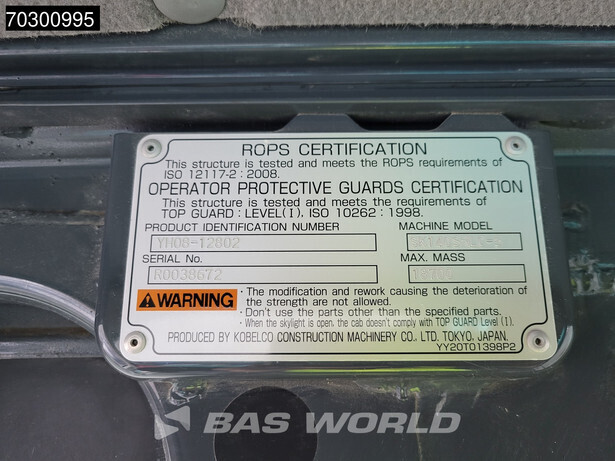 70300995
ROPS CERTIFICATION
This structure is tested and meets the ROPS requirements of
ISO 12117-2 : 2008.
OPERATOR PROTECTIVE GUARDS CERTIFICATION
This structure is tested and meets the requirements of
TOP GUARD : LEVEL(I), ISO 10262 : 1998.
PRODUCT IDENTIFICATION NUMBER MACHINE MODEL
YH08-12802
SERIAL No. MAX. MASS
R0038672
WARNING
· The modification and rework causing the deterioration of
the strength are not allowed.
· Don't use the parts other than the specified parts.
· When the skylight is open, the cab doesn't comply with TOP GUARD Level (I).
PRODUCED BY KOBELCO CONSTRUCTION MACHINERY CO., LTD. TOKYO, JAPAN.
YY20T01398P2
BAS WORLD